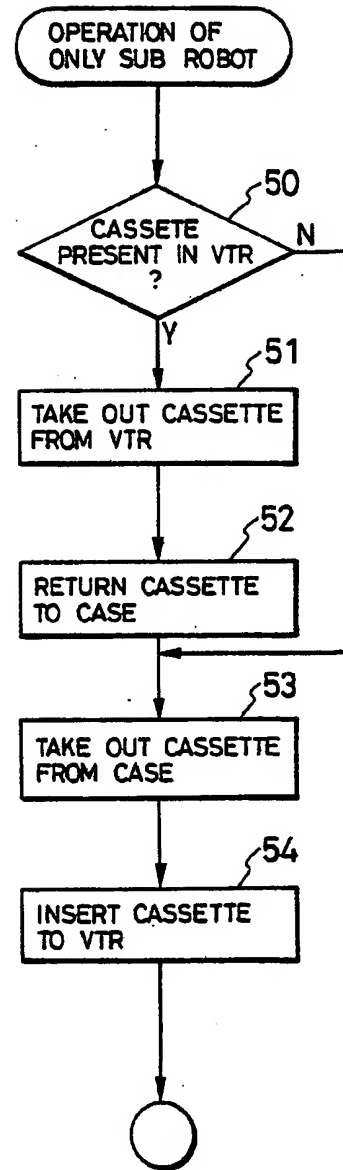 OPERATION OF
ONLY SUB ROBOT
50
CASSETE
PRESENT IN VTR
?
N
Y
51
TAKE OUT CASSETTE
FROM VTR
52
RETURN CASSETTE
TO CASE
53
TAKE OUT CASSETTE
FROM CASE
54
INSERT CASSETTE
TO VTR